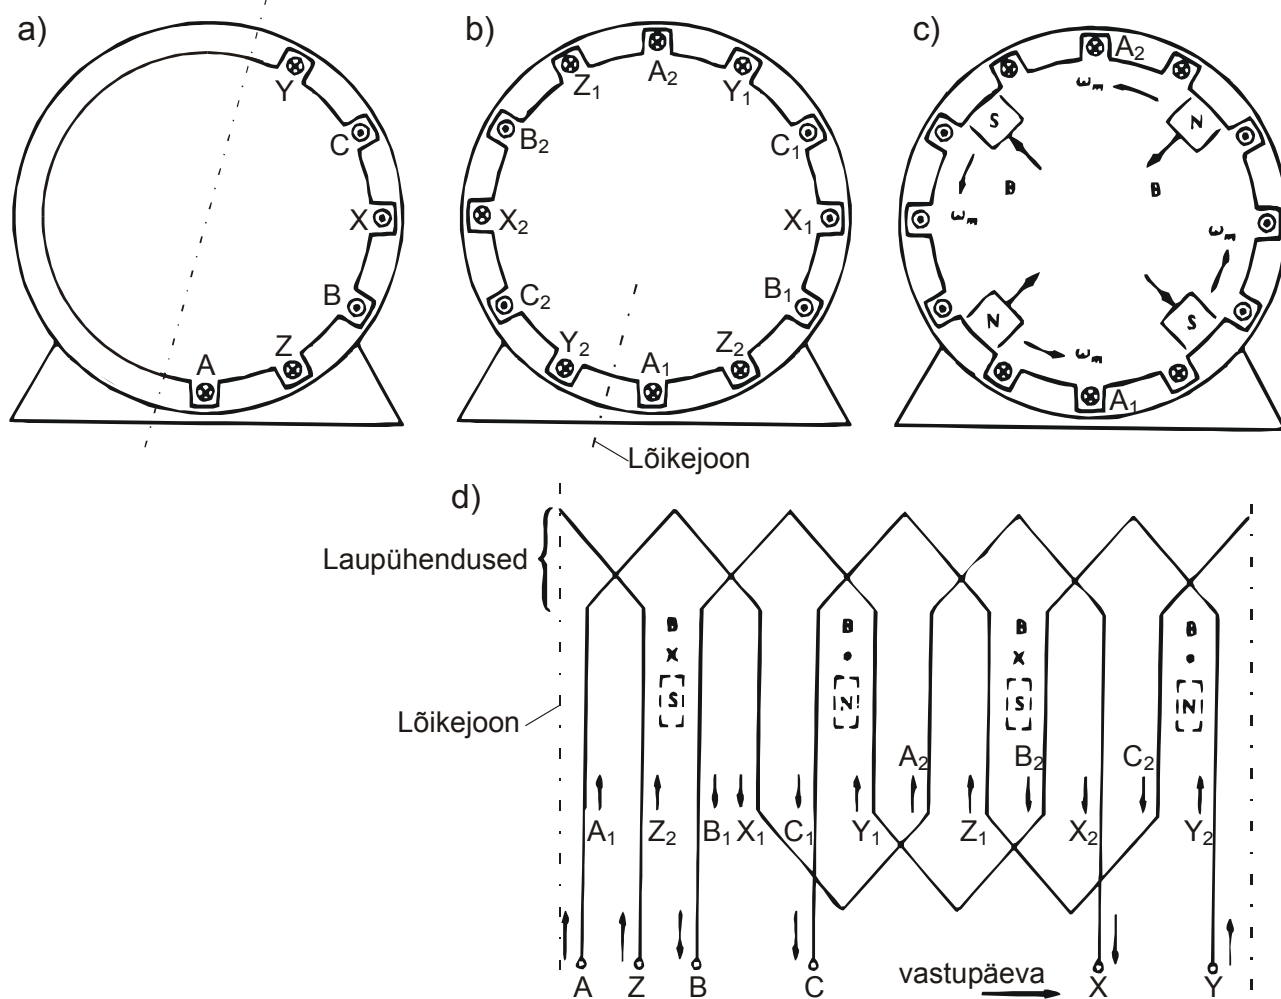 a)
Y
C
X
B
Z
A
b)
A₂
Z₁
Y₁
B₂
C₁
X₂
X₁
C₂
B₁
Y₂
A₁
Z₂
Lõikejoon
c)
A₂
ωₘ
S
N
B
B
ωₘ
ωₘ
N
S
ωₘ
A₁
d)
Laupühendused
B
B
B
B
X
•
X
•
S
N
S
N
Lõikejoon
A₂
B₂
C₂
A₁
Z₂
B₁
X₁
C₁
Y₁
Z₁
X₂
Y₂
vastupäeva
A
Z
B
C
X
Y